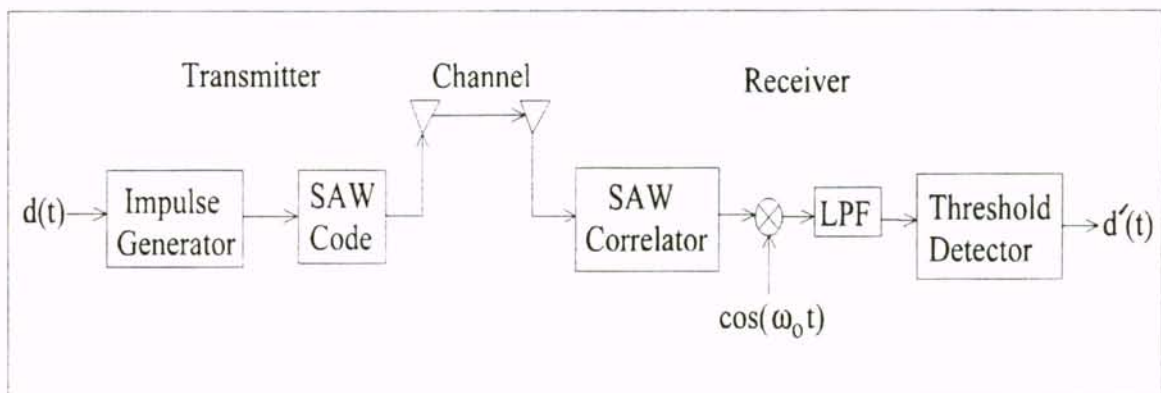 Transmitter
Channel
Receiver
d(t)
Impulse
Generator
SAW
Code
SAW
Correlator
LPF
Threshold
Detector
d′(t)
cos(ω₀t)